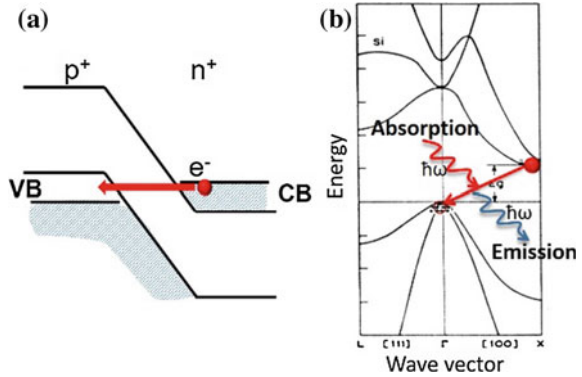 (a)
p+
n+
e-
VB
CB
(b)
si
Absorption
ħω
Eg
ħω
Emission
Energy
L [111] Γ [100] X
Wave vector